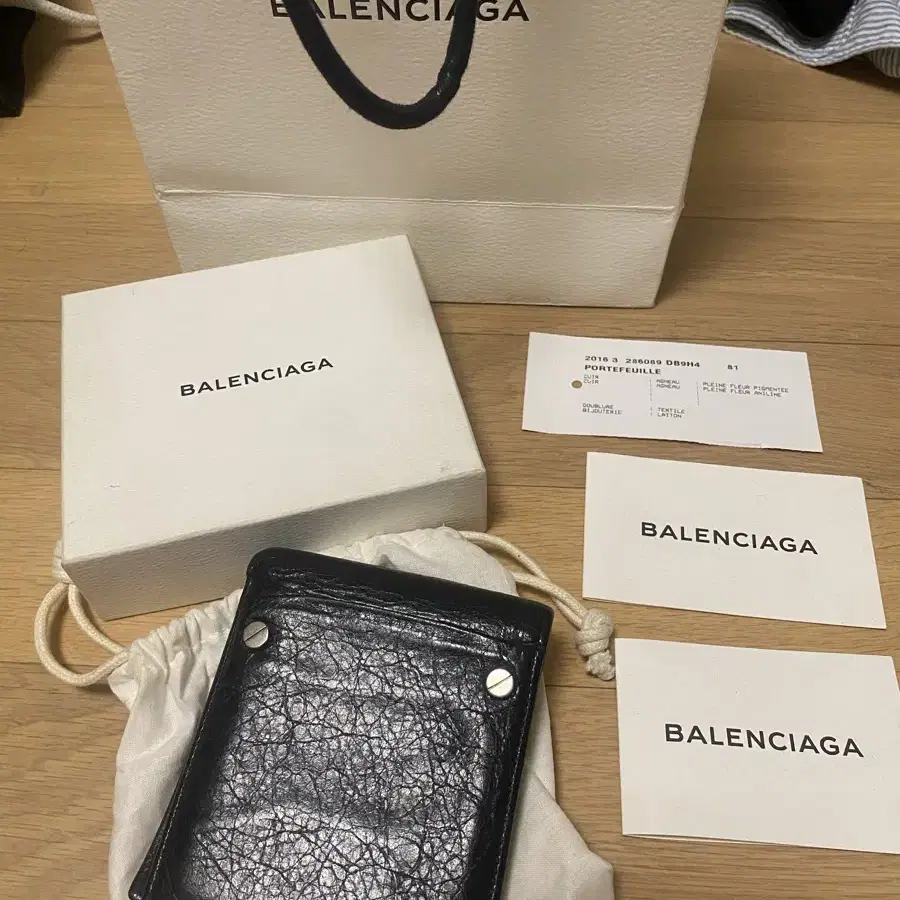 BALENCIAGA
BALENCIAGA
2016 3 286089 DB9H4 81
PORTEFEUILLE
CUIR AGNEAU PLEINE FLEUR PIGMENTEE
CUIR AGNEAU PLEINE FLEUR ANILINE
DOUBLURE : TEXTILE
BIJOUTERIE : LAITON
BALENCIAGA
BALENCIAGA